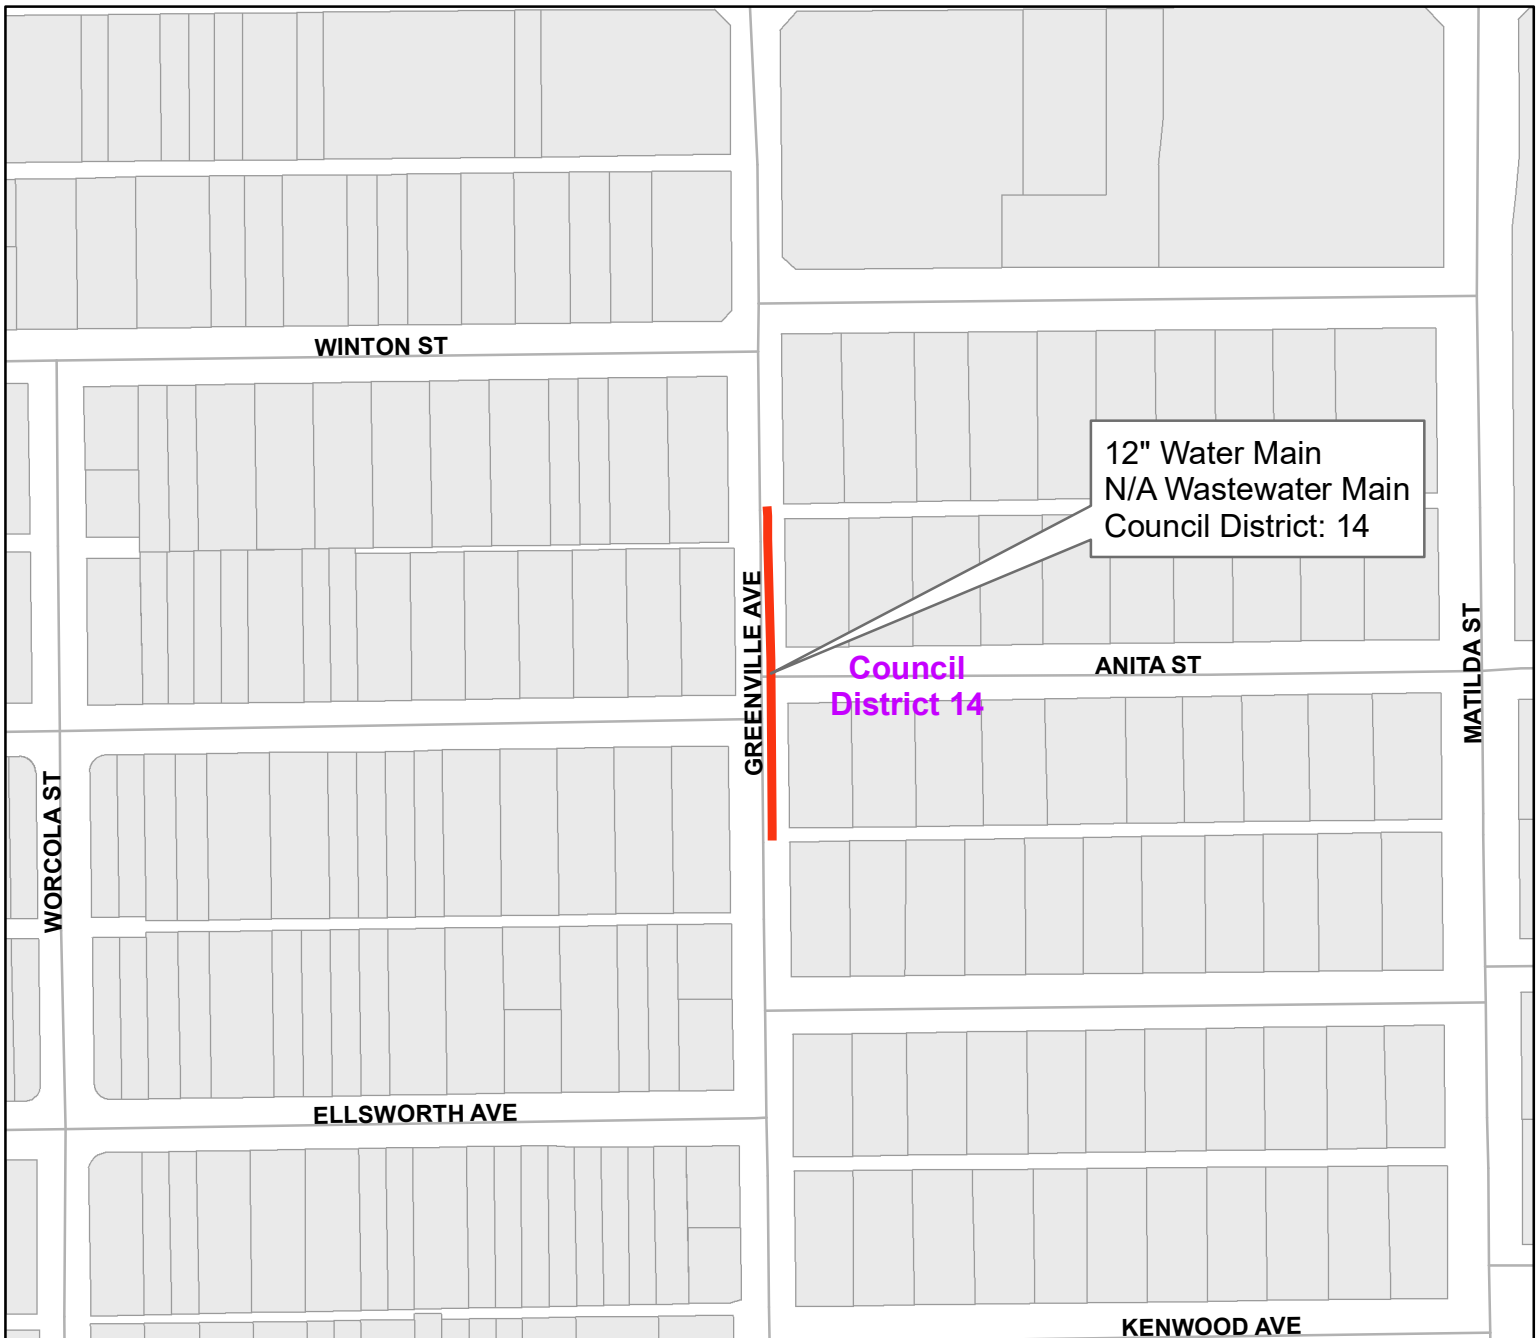 WINTON ST
12" Water Main
N/A Wastewater Main
Council District: 14
GREENVILLE AVE
Council
District 14
ANITA ST
MATILDA ST
WORCOLA ST
ELLSWORTH AVE
KENWOOD AVE